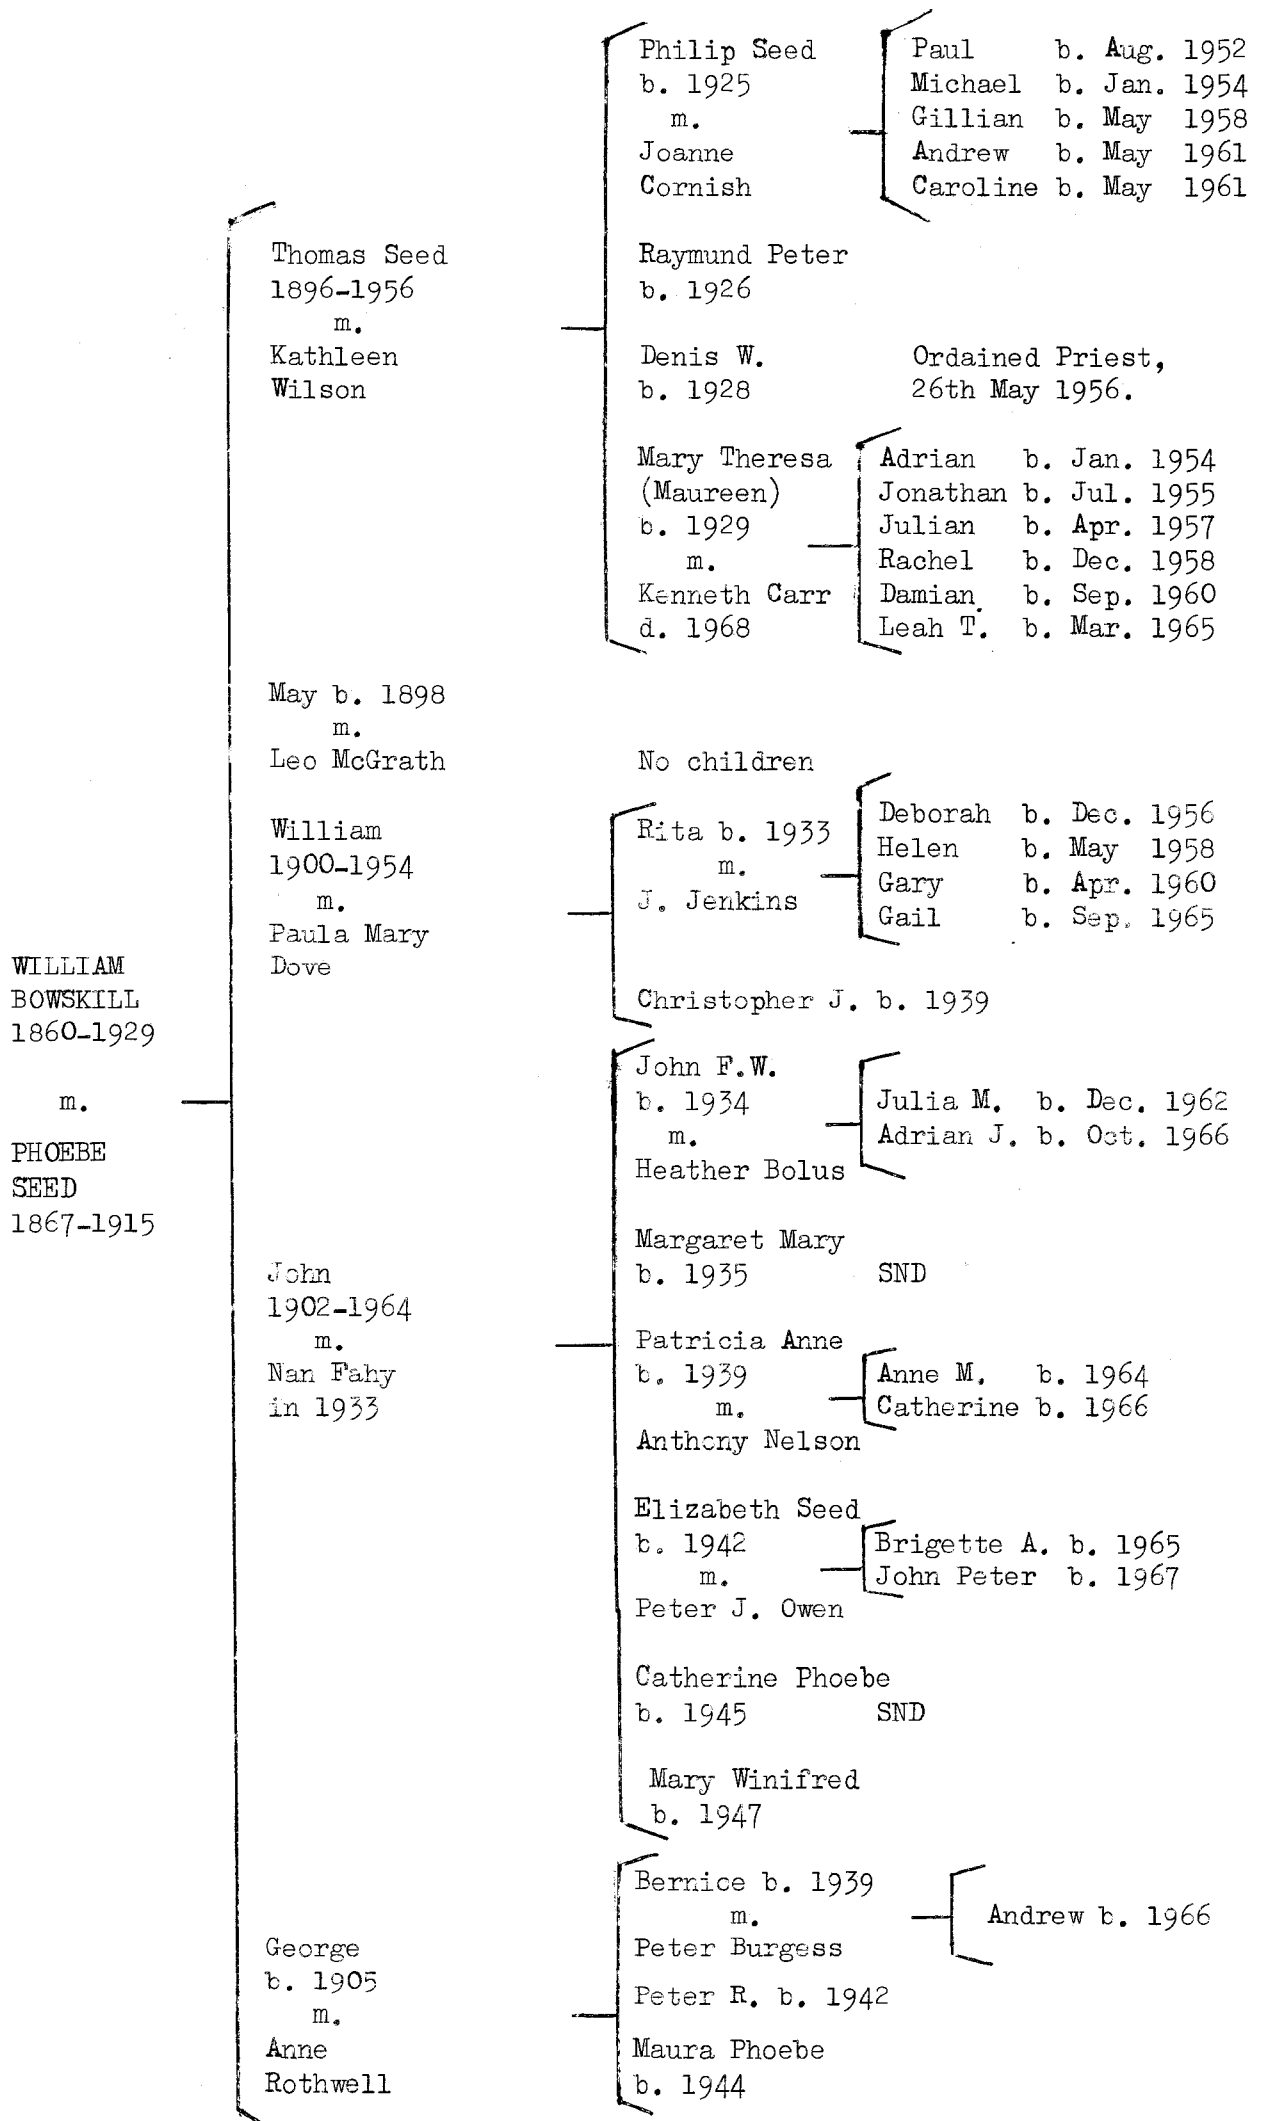 WILLIAM
BOWSKILL
1860-1929
m.
PHOEBE
SEED
1867-1915
Thomas Seed
1896-1956
m.
Kathleen
Wilson
Philip Seed
b. 1925
m.
Joanne
Cornish
Paul b. Aug. 1952
Michael b. Jan. 1954
Gillian b. May 1958
Andrew b. May 1961
Caroline b. May 1961
Raymund Peter
b. 1926
Denis W.
b. 1928
Ordained Priest,
26th May 1956.
Mary Theresa
(Maureen)
b. 1929
m.
Kenneth Carr
d. 1968
Adrian b. Jan. 1954
Jonathan b. Jul. 1955
Julian b. Apr. 1957
Rachel b. Dec. 1958
Damian b. Sep. 1960
Leah T. b. Mar. 1965
May b. 1898
m.
Leo McGrath
No children
William
1900-1954
m.
Paula Mary
Dove
Rita b. 1933
m.
J. Jenkins
Deborah b. Dec. 1956
Helen b. May 1958
Gary b. Apr. 1960
Gail b. Sep. 1965
Christopher J. b. 1939
John
1902-1964
m.
Nan Fahy
in 1933
John F.W.
b. 1934
m.
Heather Bolus
Julia M. b. Dec. 1962
Adrian J. b. Oct. 1966
Margaret Mary
b. 1935 SND
Patricia Anne
b. 1939
m.
Anthony Nelson
Anne M. b. 1964
Catherine b. 1966
Elizabeth Seed
b. 1942
m.
Peter J. Owen
Brigette A. b. 1965
John Peter b. 1967
Catherine Phoebe
b. 1945 SND
Mary Winifred
b. 1947
George
b. 1905
m.
Anne
Rothwell
Bernice b. 1939
m.
Peter Burgess
Andrew b. 1966
Peter R. b. 1942
Maura Phoebe
b. 1944